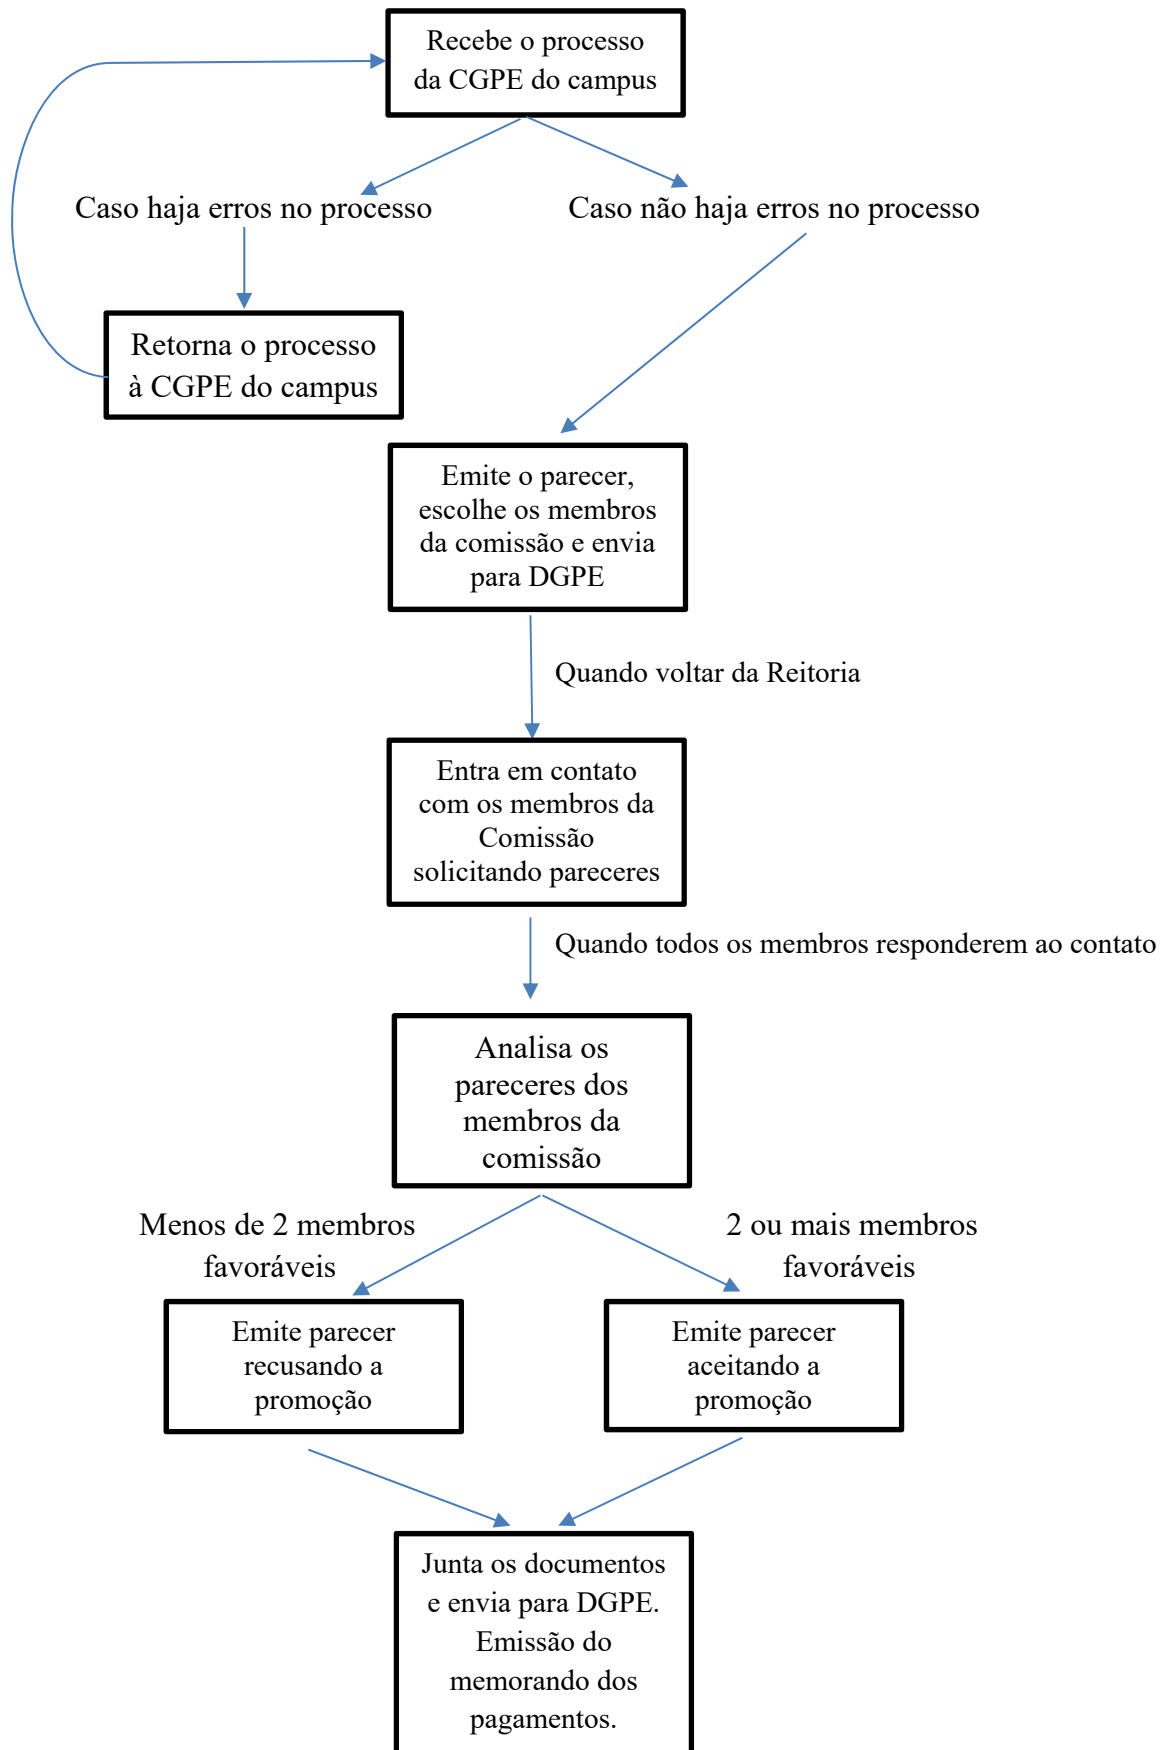 Recebe o processo
da CGPE do campus
Caso haja erros no processo
Caso não haja erros no processo
Retorna o processo
à CGPE do campus
Emite o parecer,
escolhe os membros
da comissão e envia
para DGPE
Quando voltar da Reitoria
Entra em contato
com os membros da
Comissão
solicitando pareceres
Quando todos os membros responderem ao contato
Analisa os
pareceres dos
membros da
comissão
Menos de 2 membros
favoráveis
2 ou mais membros
favoráveis
Emite parecer
recusando a
promoção
Emite parecer
aceitando a
promoção
Junta os documentos
e envia para DGPE.
Emissão do
memorando dos
pagamentos.